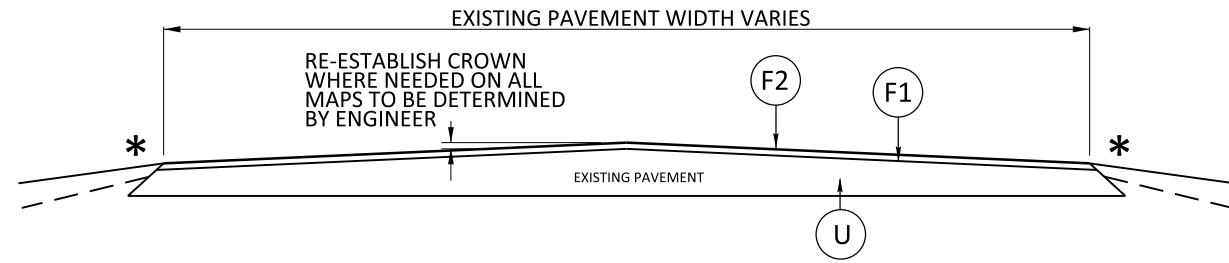 EXISTING PAVEMENT WIDTH VARIES
RE-ESTABLISH CROWN
WHERE NEEDED ON ALL
MAPS TO BE DETERMINED
BY ENGINEER
F2
F1
*
*
EXISTING PAVEMENT
U